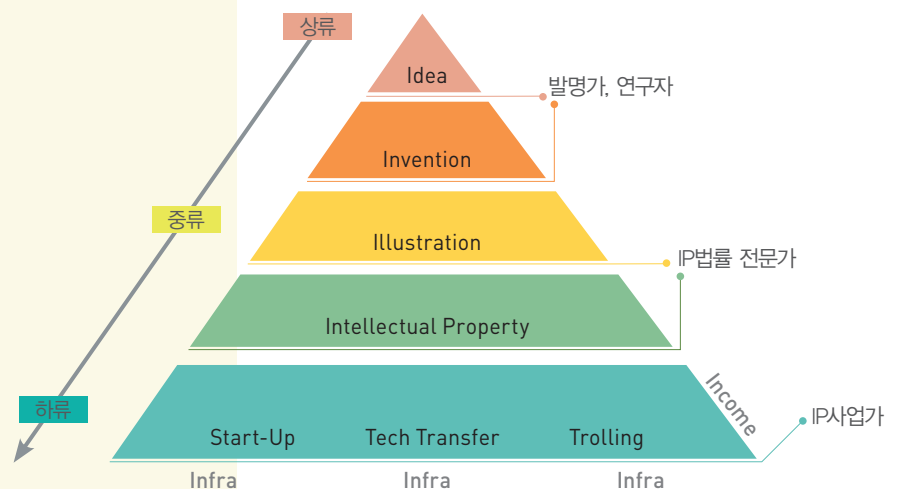 상류
Idea
발명가, 연구자
Invention
중류
Illustration
IP법률 전문가
Intellectual Property
하류
Income
IP사업가
Start-Up Tech Transfer Trolling
Infra Infra Infra